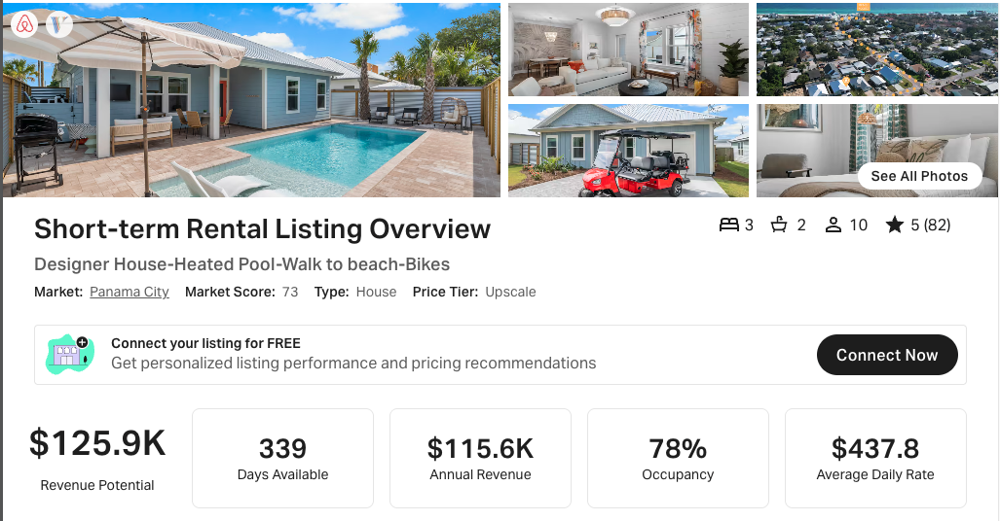 See All Photos
Short-term Rental Listing Overview
3 2 10 5 (82)
Designer House-Heated Pool-Walk to beach-Bikes
Market: Panama City Market Score: 73 Type: House Price Tier: Upscale
Connect your listing for FREE
Get personalized listing performance and pricing recommendations
Connect Now
$125.9K
Revenue Potential
339
Days Available
$115.6K
Annual Revenue
78%
Occupancy
$437.8
Average Daily Rate